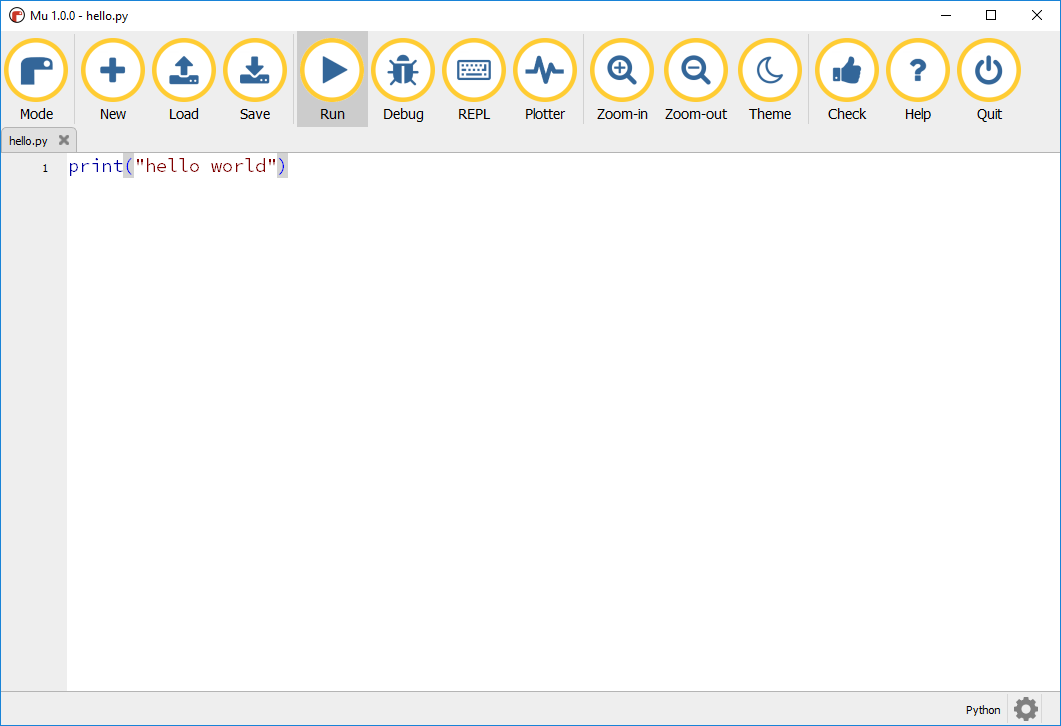 Mu 1.0.0 - hello.py
Mode New Load Save Run Debug REPL Plotter Zoom-in Zoom-out Theme Check Help Quit
hello.py
1 print("hello world")
Python